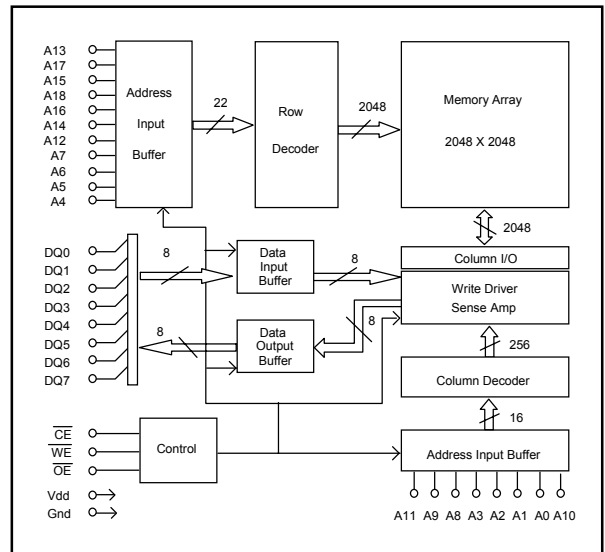 A13
A17
A15
A18
A16
A14
A12
A7
A6
A5
A4
Address
Input
Buffer
22
Row
Decoder
2048
Memory Array
2048 X 2048
2048
DQ0
DQ1
DQ2
DQ3
DQ4
DQ5
DQ6
DQ7
8
Data
Input
Buffer
8
Column I/O
Write Driver
Sense Amp
8
Data
Output
Buffer
8
256
Column Decoder
16
CE
WE
OE
Control
Address Input Buffer
Vdd
Gnd
A11 A9 A8 A3 A2 A1 A0 A10